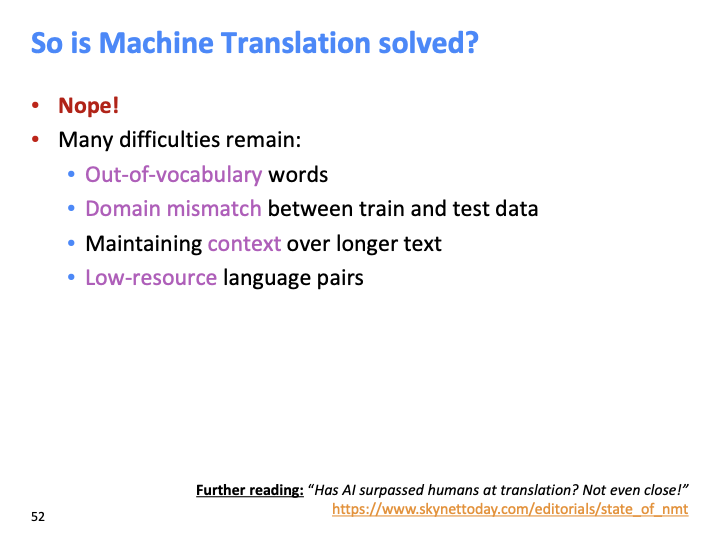 So is Machine Translation solved?
• Nope!
• Many difficulties remain:
• Out-of-vocabulary words
• Domain mismatch between train and test data
• Maintaining context over longer text
• Low-resource language pairs
Further reading: “Has AI surpassed humans at translation? Not even close!”
https://www.skynettoday.com/editorials/state_of_nmt
52